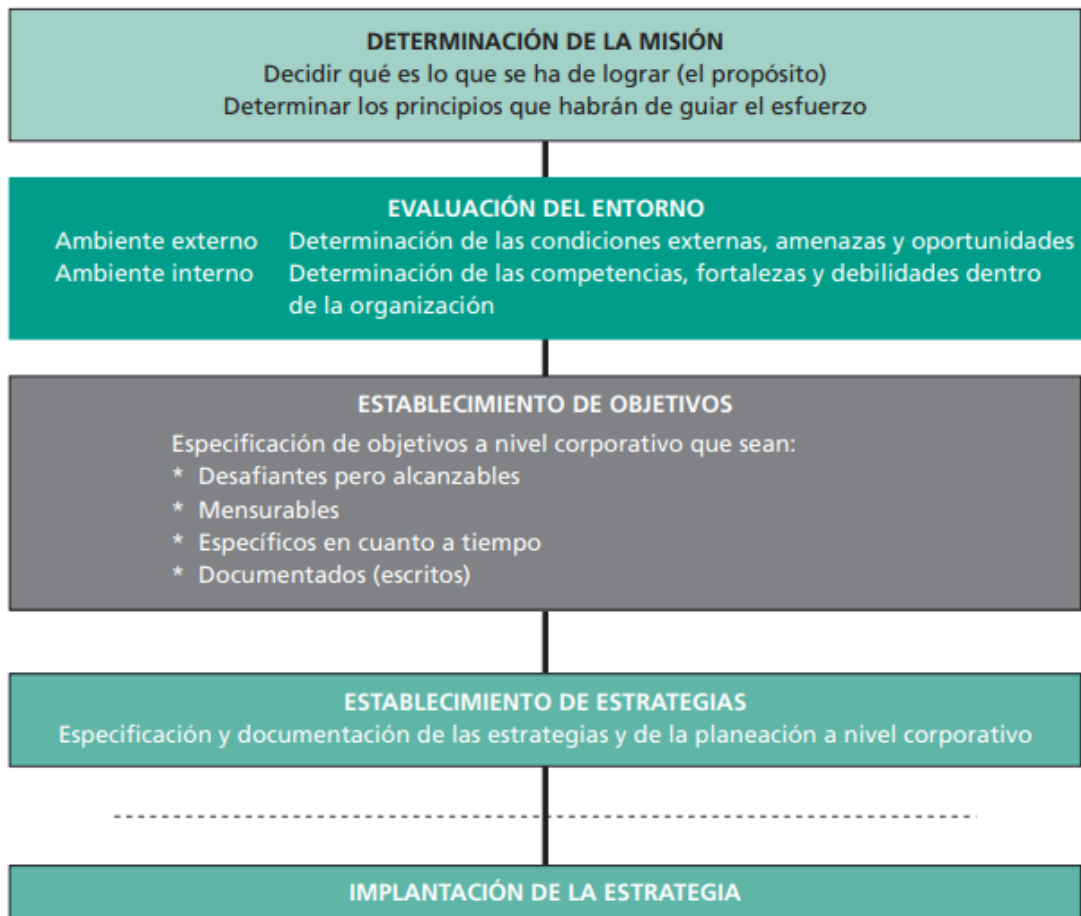 DETERMINACIÓN DE LA MISIÓN
Decidir qué es lo que se ha de lograr (el propósito)
Determinar los principios que habrán de guiar el esfuerzo
EVALUACIÓN DEL ENTORNO
Ambiente externo Determinación de las condiciones externas, amenazas y oportunidades
Ambiente interno Determinación de las competencias, fortalezas y debilidades dentro
de la organización
ESTABLECIMIENTO DE OBJETIVOS
Especificación de objetivos a nivel corporativo que sean:
* Desafiantes pero alcanzables
* Mensurables
* Específicos en cuanto a tiempo
* Documentados (escritos)
ESTABLECIMIENTO DE ESTRATEGIAS
Especificación y documentación de las estrategias y de la planeación a nivel corporativo
IMPLANTACIÓN DE LA ESTRATEGIA